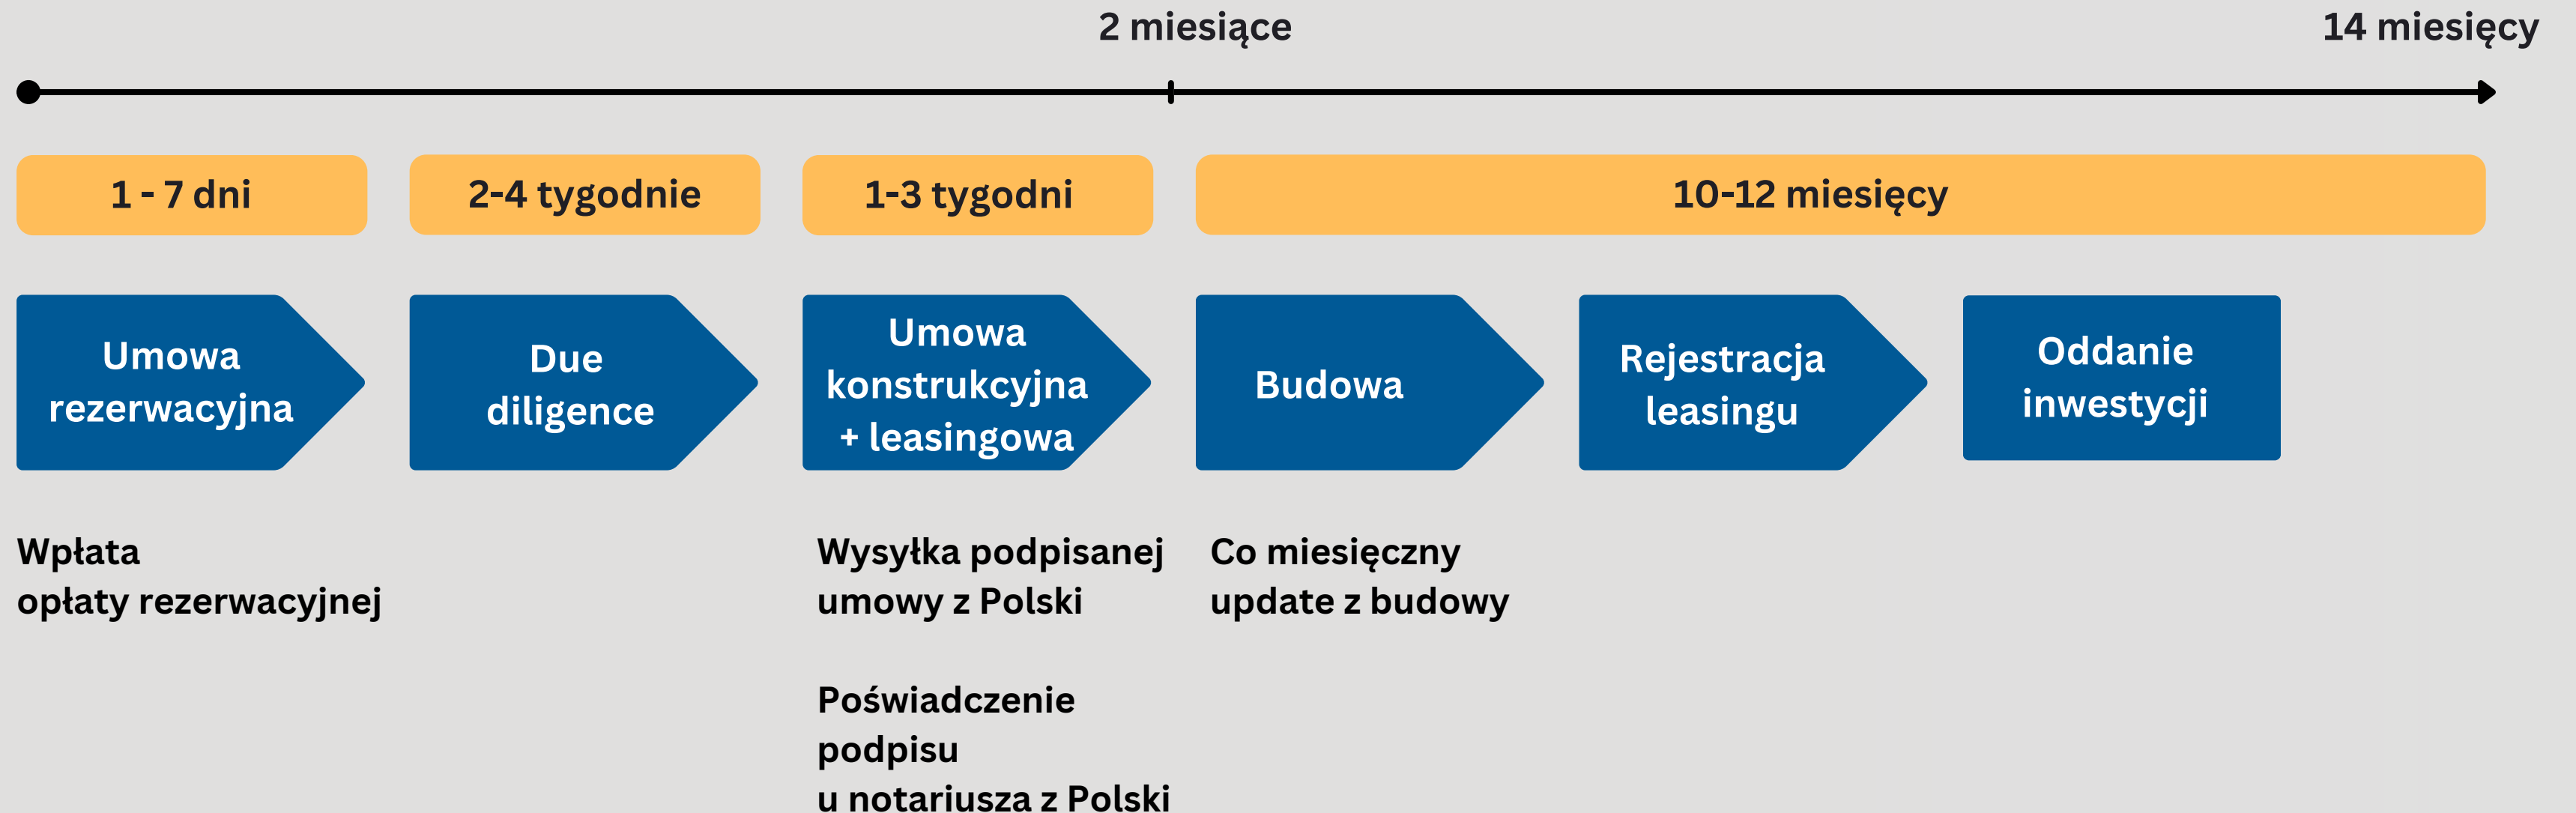 2 miesiące
14 miesięcy
1 - 7 dni
2-4 tygodnie
1-3 tygodni
10-12 miesięcy
Umowa
rezerwacyjna
Due
diligence
Umowa
konstrukcyjna
+ leasingowa
Budowa
Rejestracja
leasingu
Oddanie
inwestycji
Wpłata
opłaty rezerwacyjnej
Wysyłka podpisanej
umowy z Polski
Poświadczenie
podpisu
u notariusza z Polski
Co miesięczny
update z budowy